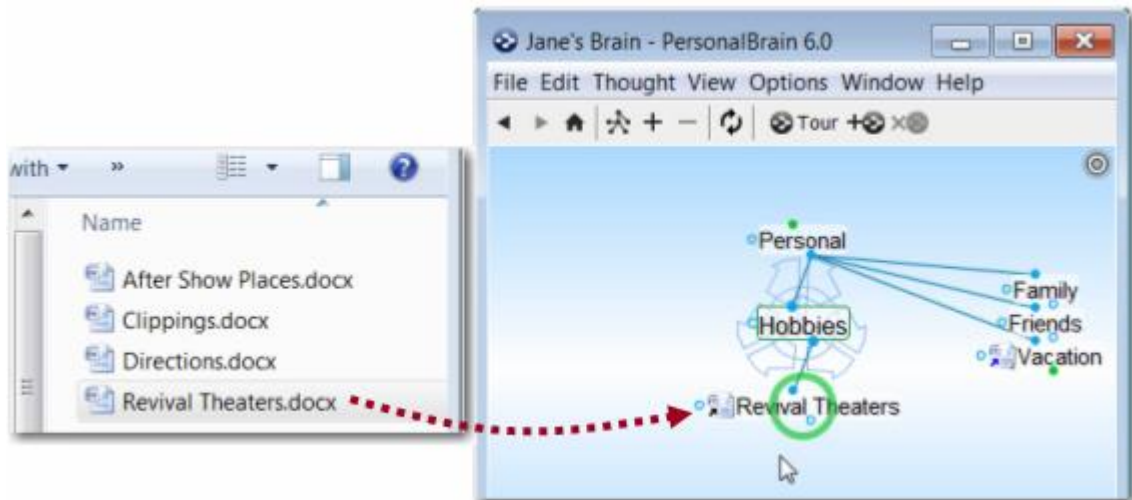 with »
Name
After Show Places.docx
Clippings.docx
Directions.docx
Revival Theaters.docx
Jane's Brain - PersonalBrain 6.0
File Edit Thought View Options Window Help
Tour
Personal
Family
Hobbies
Friends
Vacation
Revival Theaters